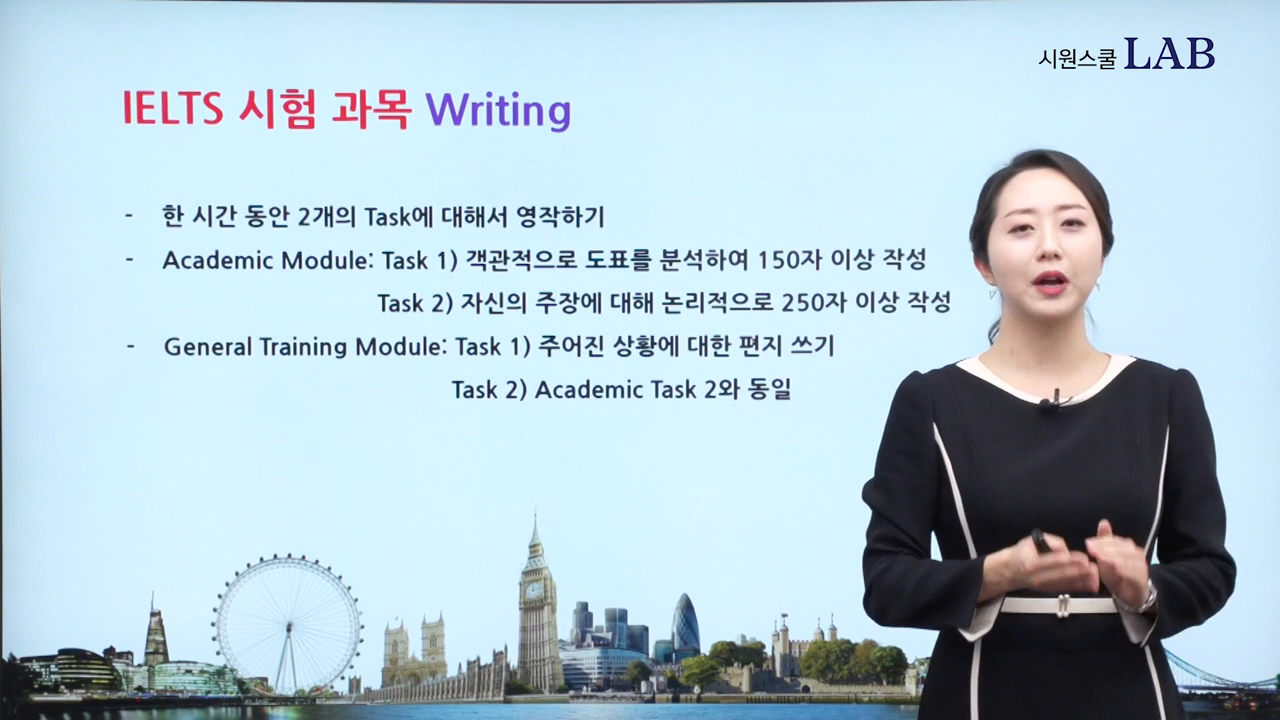 시원스쿨 LAB
IELTS 시험 과목 Writing
- 한 시간 동안 2개의 Task에 대해서 영작하기
- Academic Module: Task 1) 객관적으로 도표를 분석하여 150자 이상 작성
Task 2) 자신의 주장에 대해 논리적으로 250자 이상 작성
- General Training Module: Task 1) 주어진 상황에 대한 편지 쓰기
Task 2) Academic Task 2와 동일